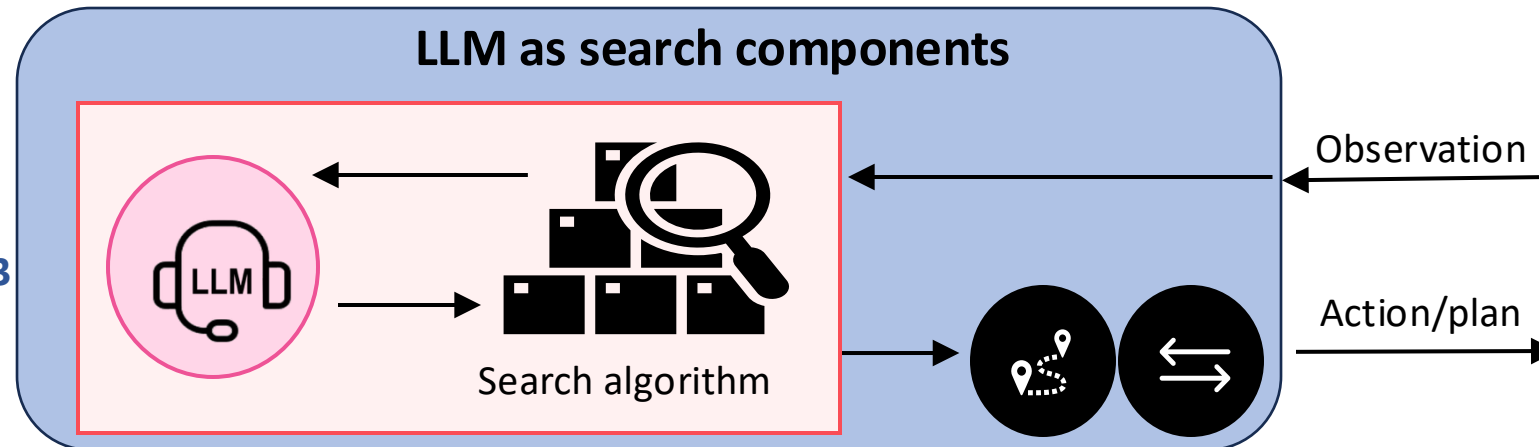 LLM as search components
Observation
LLM
Search algorithm
Action/plan